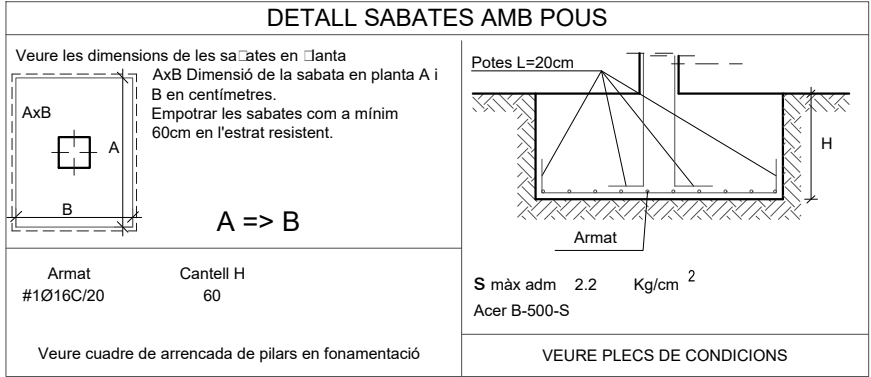 DETALL SABATES AMB POUS
Veure les dimensions de les sa□ates en □lanta
AxB Dimensió de la sabata en planta A i
B en centímetres.
Empotrar les sabates com a mínim
60cm en l'estrat resistent.
AxB
A
B
A => B
Armat
#1Ø16C/20
Cantell H
60
Veure cuadre de arrencada de pilars en fonamentació
Potes L=20cm
H
Armat
S màx adm 2.2 Kg/cm 2
Acer B-500-S
VEURE PLECS DE CONDICIONS